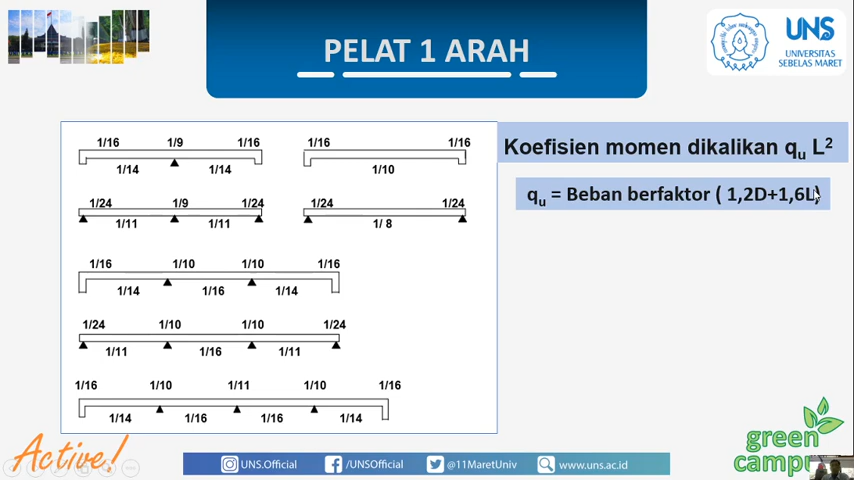 PELAT 1 ARAH
UNS
UNIVERSITAS
SEBELAS MARET
1/16 1/9 1/16 1/16 1/16
1/14 1/14 1/10
1/24 1/9 1/24 1/24 1/24
1/11 1/11 1/ 8
1/16 1/10 1/10 1/16
1/14 1/16 1/14
1/24 1/10 1/10 1/24
1/11 1/16 1/11
1/16 1/10 1/11 1/10 1/16
1/14 1/16 1/16 1/14
Koefisien momen dikalikan qu L²
qu = Beban berfaktor ( 1,2D+1,6L)
Active!
UNS.Official /UNSOfficial @11MaretUniv www.uns.ac.id
green
campus